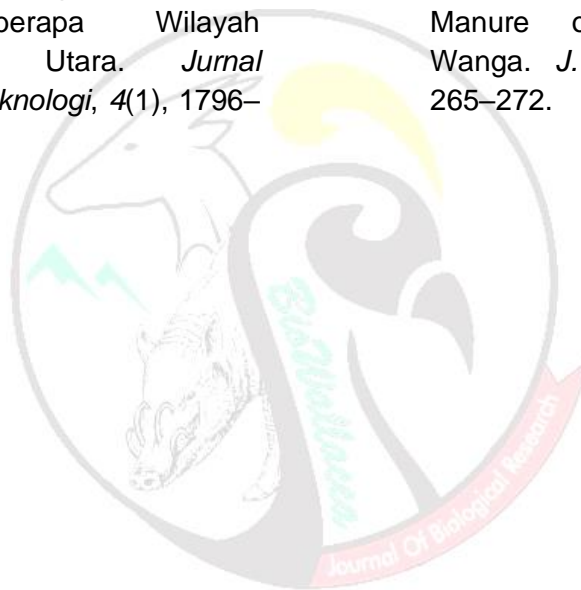 berapa Wilayah
Utara. Jurnal
knologi, 4(1), 1796–
Manure
Wanga. J.
265–272.
BioWallacea
Journal Of Biological Research